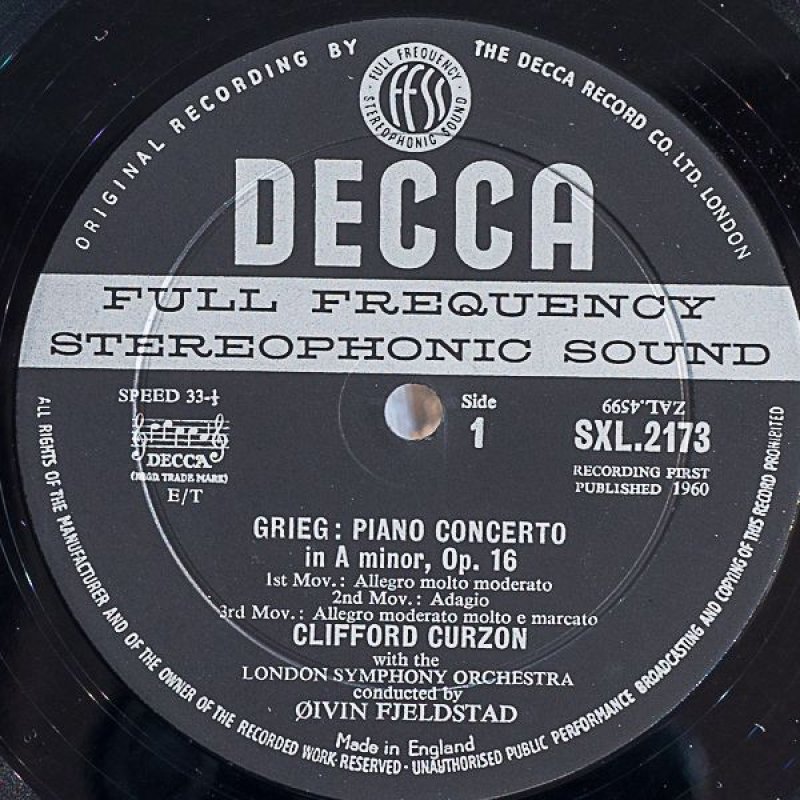 ORIGINAL RECORDING BY
THE DECCA RECORD CO. LTD. LONDON
FULL FREQUENCY
ffss
STEREOPHONIC SOUND
DECCA
FULL FREQUENCY
STEREOPHONIC SOUND
SPEED 33-⅓
DECCA
(REGD. TRADE MARK)
E/T
Side
1
ZAL.4599
SXL.2173
RECORDING FIRST
PUBLISHED 1960
GRIEG: PIANO CONCERTO
in A minor, Op. 16
1st Mov.: Allegro molto moderato
2nd Mov.: Adagio
3rd Mov.: Allegro moderato molto e marcato
CLIFFORD CURZON
with the
LONDON SYMPHONY ORCHESTRA
conducted by
ØIVIN FJELDSTAD
Made in England
ALL RIGHTS OF THE MANUFACTURER AND OF THE OWNER OF THE RECORDED WORK RESERVED - UNAUTHORISED PUBLIC PERFORMANCE BROADCASTING AND COPYING OF THIS RECORD PROHIBITED